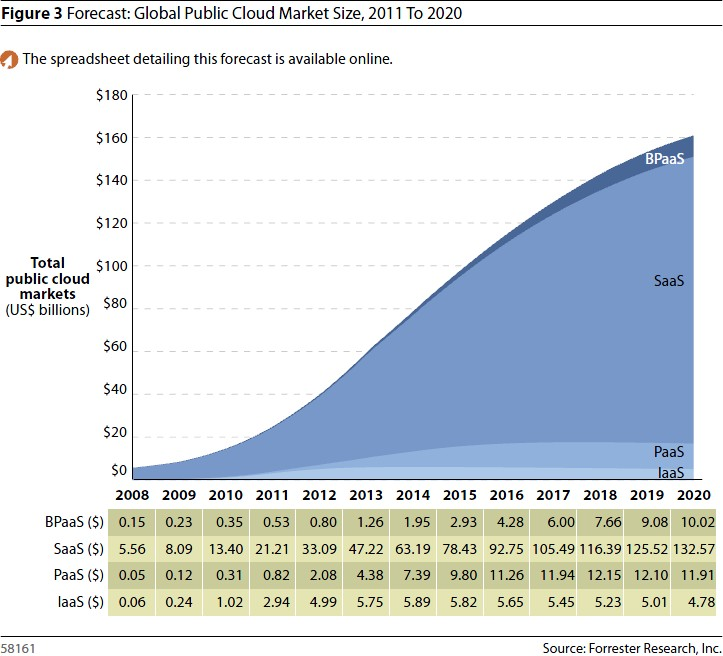 Figure 3 Forecast: Global Public Cloud Market Size, 2011 To 2020
The spreadsheet detailing this forecast is available online.
$180
$160
$140
$120
$100
$80
$60
$40
$20
$0
Total
public cloud
markets
(US$ billions)
BPaaS
SaaS
PaaS
IaaS
2008 2009 2010 2011 2012 2013 2014 2015 2016 2017 2018 2019 2020
BPaaS ($) 0.15 0.23 0.35 0.53 0.80 1.26 1.95 2.93 4.28 6.00 7.66 9.08 10.02
SaaS ($) 5.56 8.09 13.40 21.21 33.09 47.22 63.19 78.43 92.75 105.49 116.39 125.52 132.57
PaaS ($) 0.05 0.12 0.31 0.82 2.08 4.38 7.39 9.80 11.26 11.94 12.15 12.10 11.91
IaaS ($) 0.06 0.24 1.02 2.94 4.99 5.75 5.89 5.82 5.65 5.45 5.23 5.01 4.78
58161 Source: Forrester Research, Inc.